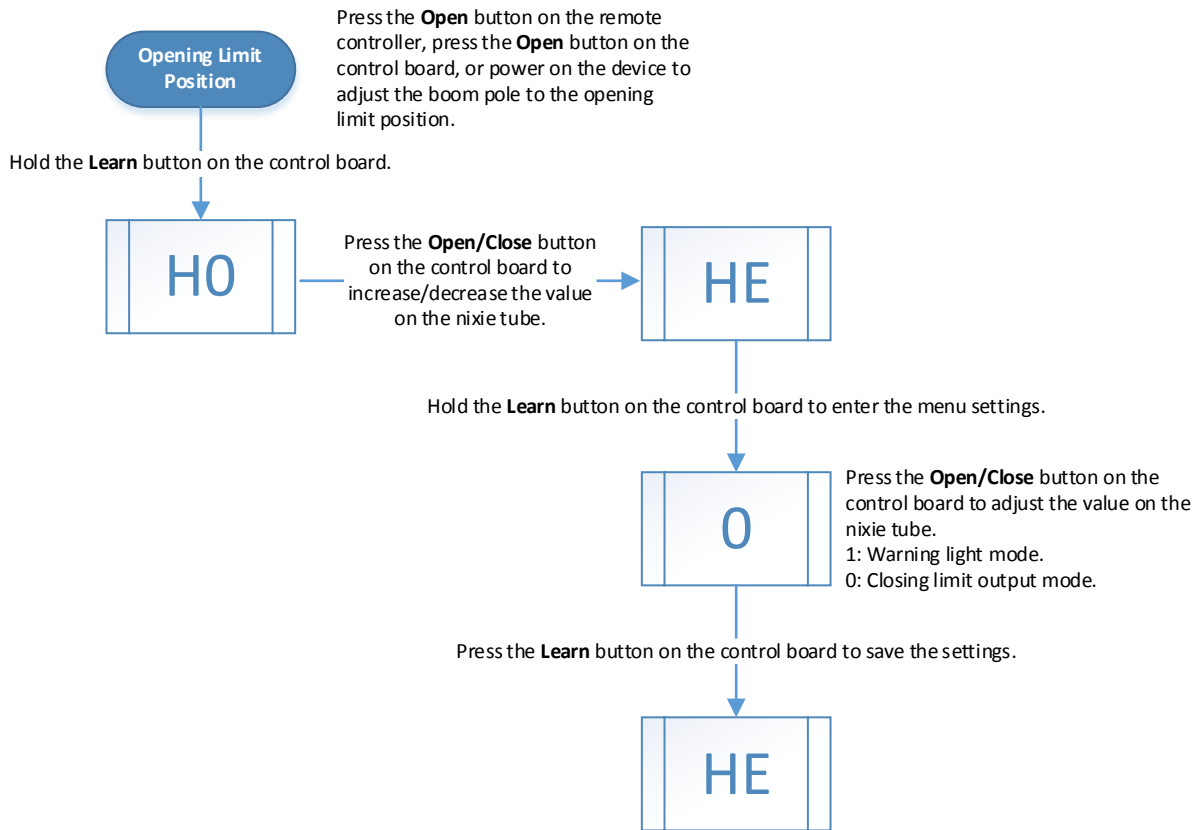 Opening Limit
Position
Press the Open button on the remote
controller, press the Open button on the
control board, or power on the device to
adjust the boom pole to the opening
limit position.
Hold the Learn button on the control board.
H0
Press the Open/Close button
on the control board to
increase/decrease the value
on the nixie tube.
HE
Hold the Learn button on the control board to enter the menu settings.
0
Press the Open/Close button on the
control board to adjust the value on the
nixie tube.
1: Warning light mode.
0: Closing limit output mode.
Press the Learn button on the control board to save the settings.
HE